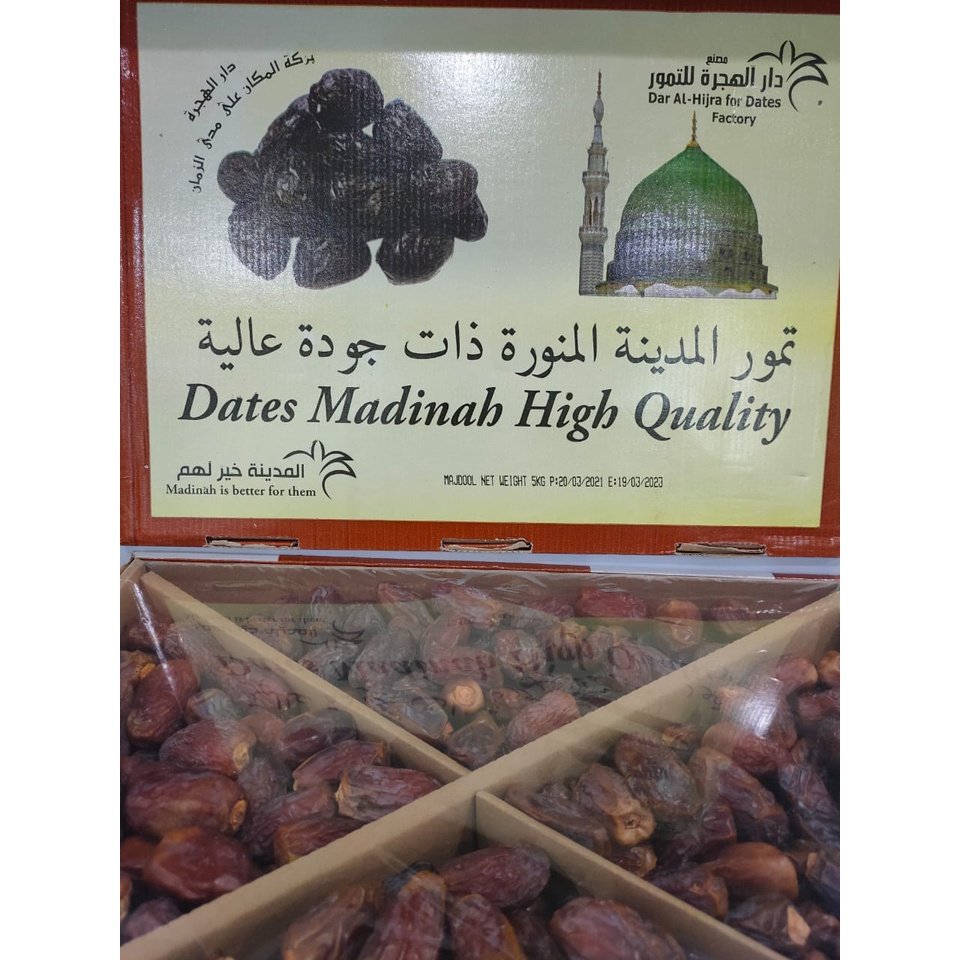 دار الهجرة
بركة المكان على مدى الزمان
مصنع
دار الهجرة للتمور
Dar Al-Hijra for Dates
Factory
تمور المدينة المنورة ذات جودة عالية
Dates Madinah High Quality
المدينة خير لهم
Madinah is better for them
MAJDOOL NET WEIGHT 5KG P:20/03/2021 E:19/03/2023